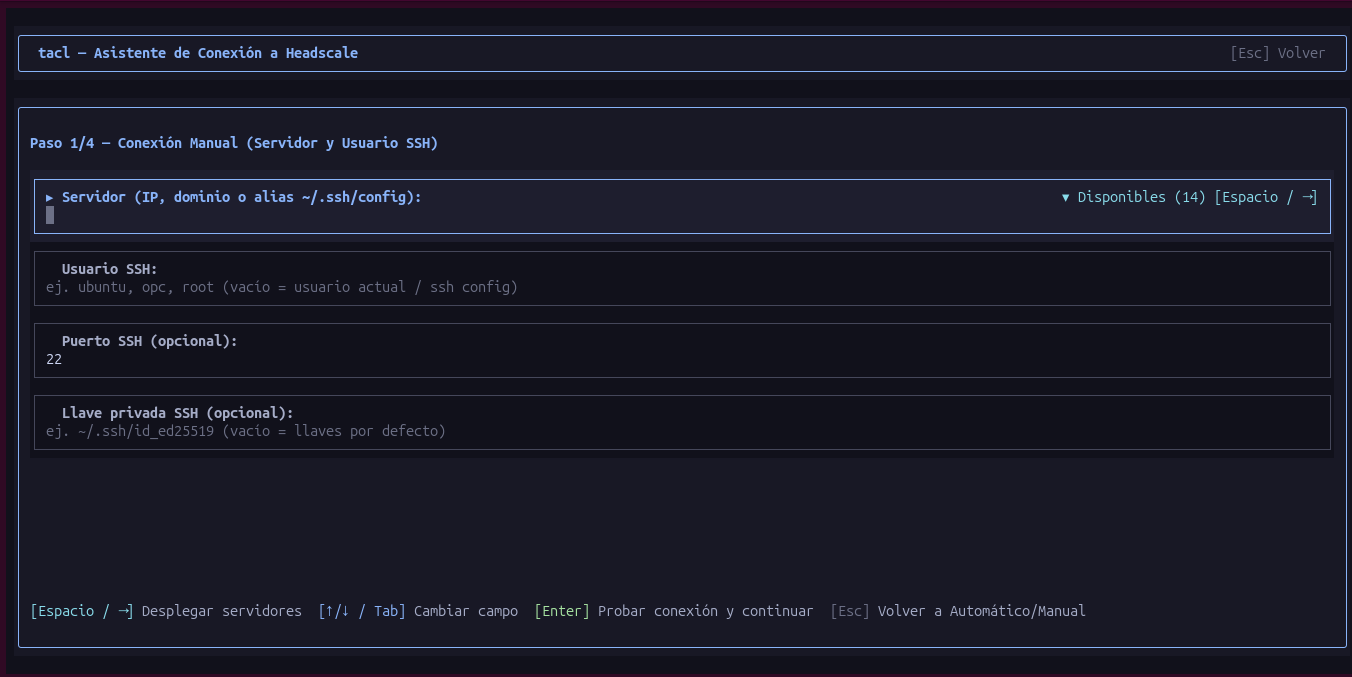 tacl — Asistente de Conexión a Headscale [Esc] Volver
Paso 1/4 — Conexión Manual (Servidor y Usuario SSH)
▶ Servidor (IP, dominio o alias ~/.ssh/config): ▼ Disponibles (14) [Espacio / →]
Usuario SSH:
ej. ubuntu, opc, root (vacio = usuario actual / ssh config)
Puerto SSH (opcional):
22
Llave privada SSH (opcional):
ej. ~/.ssh/id_ed25519 (vacio = llaves por defecto)
[Espacio / →] Desplegar servidores [↑/↓ / Tab] Cambiar campo [Enter] Probar conexión y continuar [Esc] Volver a Automático/Manual